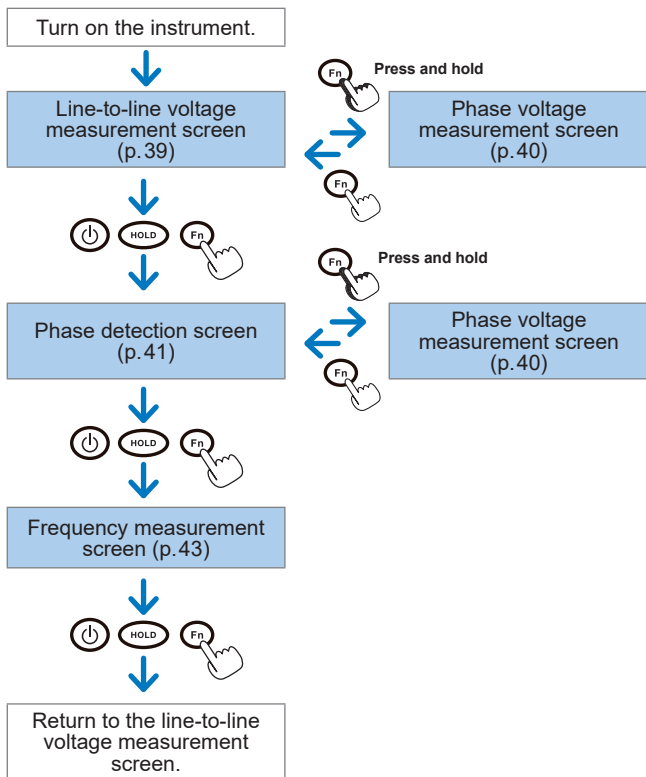 Turn on the instrument.
Fn
Press and hold
Line-to-line voltage
measurement screen
(p.39)
Phase voltage
measurement screen
(p.40)
Fn
HOLD
Fn
Fn
Press and hold
Phase detection screen
(p.41)
Phase voltage
measurement screen
(p.40)
Fn
HOLD
Fn
Frequency measurement
screen (p.43)
HOLD
Fn
Return to the line-to-line
voltage measurement
screen.